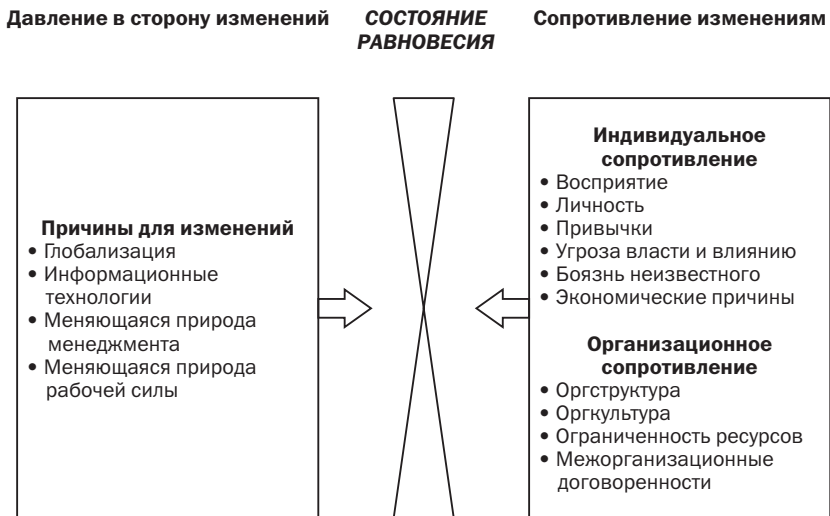 Давление в сторону изменений
СОСТОЯНИЕ
РАВНОВЕСИЯ
Сопротивление изменениям
Причины для изменений
• Глобализация
• Информационные
технологии
• Меняющаяся природа
менеджмента
• Меняющаяся природа
рабочей силы
Индивидуальное
сопротивление
• Восприятие
• Личность
• Привычки
• Угроза власти и влиянию
• Боязнь неизвестного
• Экономические причины
Организационное
сопротивление
• Оргструктура
• Оргкультура
• Ограниченность ресурсов
• Межорганизационные
договоренности